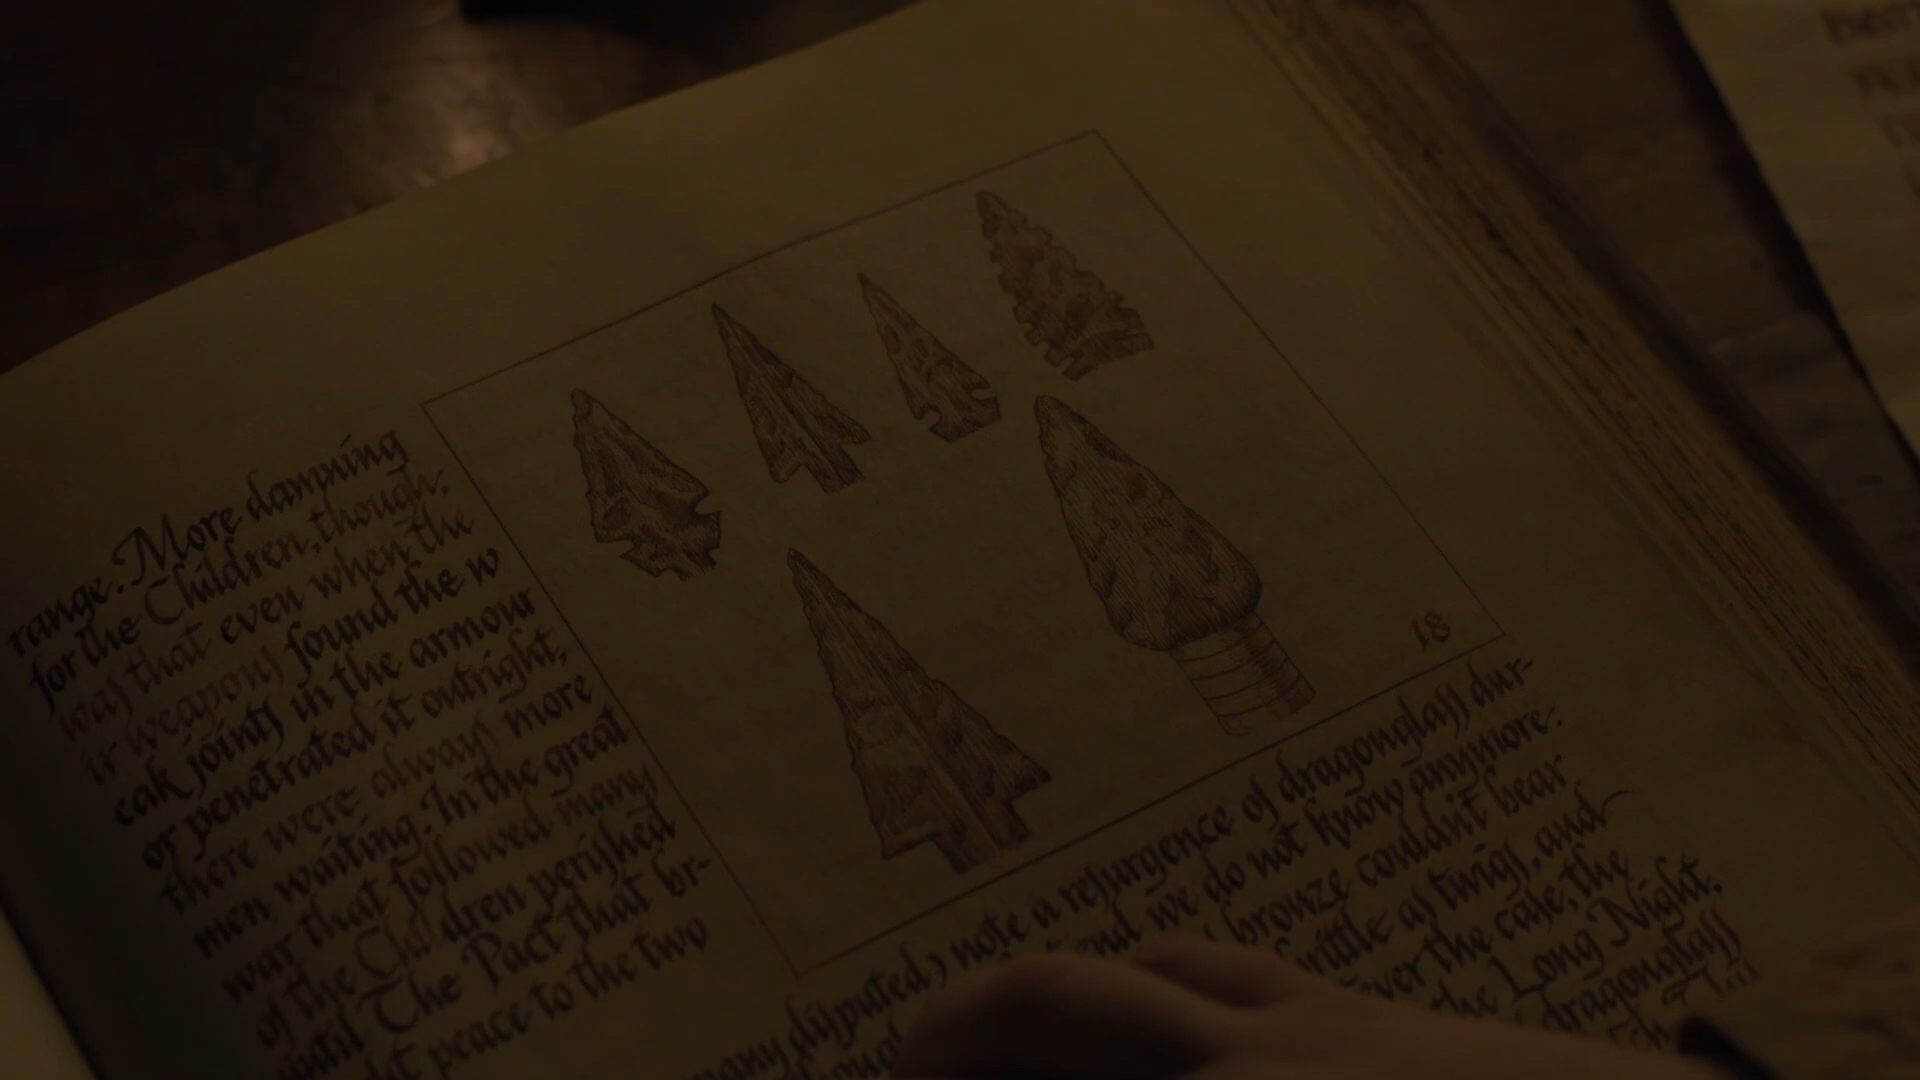 range. More damning
for the Children, though,
was that even when the
ir weapons found the w
eak joints in the armour
or penetrated it outright,
there were always more
men waiting. In the great
war that followed many
of the Children perished
until The Pact that br-
peace to the two
18
many disputed) note a resurgence of dragonglass dur-
and we do not know anymore.
bronze couldn't bear
brittle as twigs, and
the case, the
the Long Night.
dragonglass